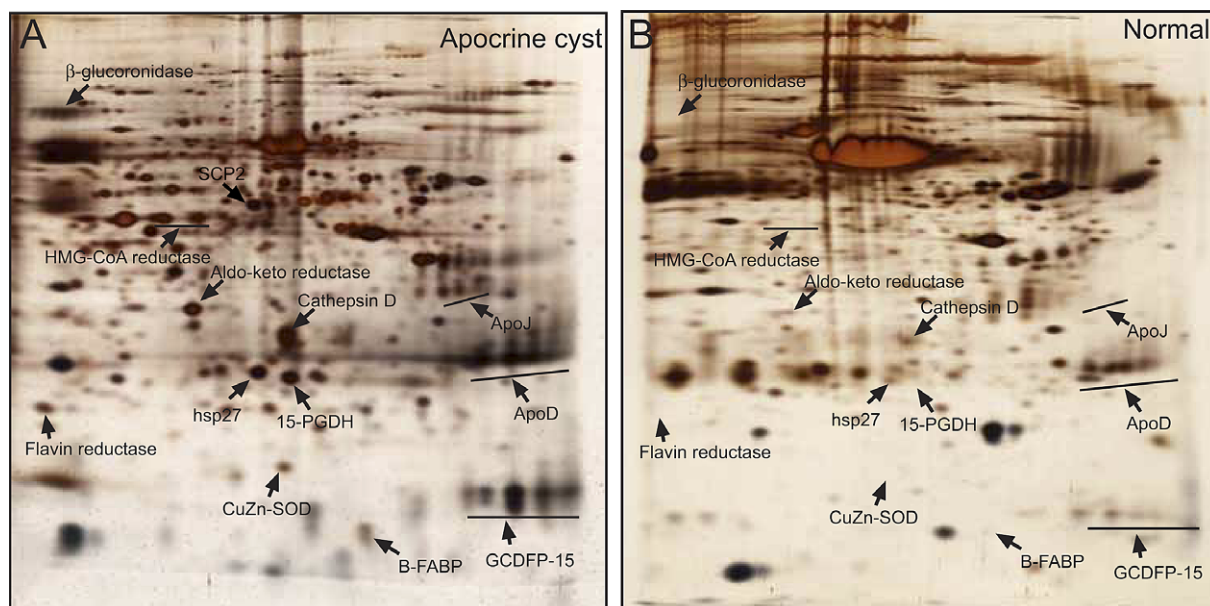 A
Apocrine cyst
β-glucoronidase
SCP2
HMG-CoA reductase
Aldo-keto reductase
Cathepsin D
ApoJ
hsp27
15-PGDH
ApoD
Flavin reductase
CuZn-SOD
B-FABP
GCDFP-15
B
Normal
β-glucoronidase
HMG-CoA reductase
Aldo-keto reductase
Cathepsin D
ApoJ
hsp27
15-PGDH
ApoD
Flavin reductase
CuZn-SOD
B-FABP
GCDFP-15